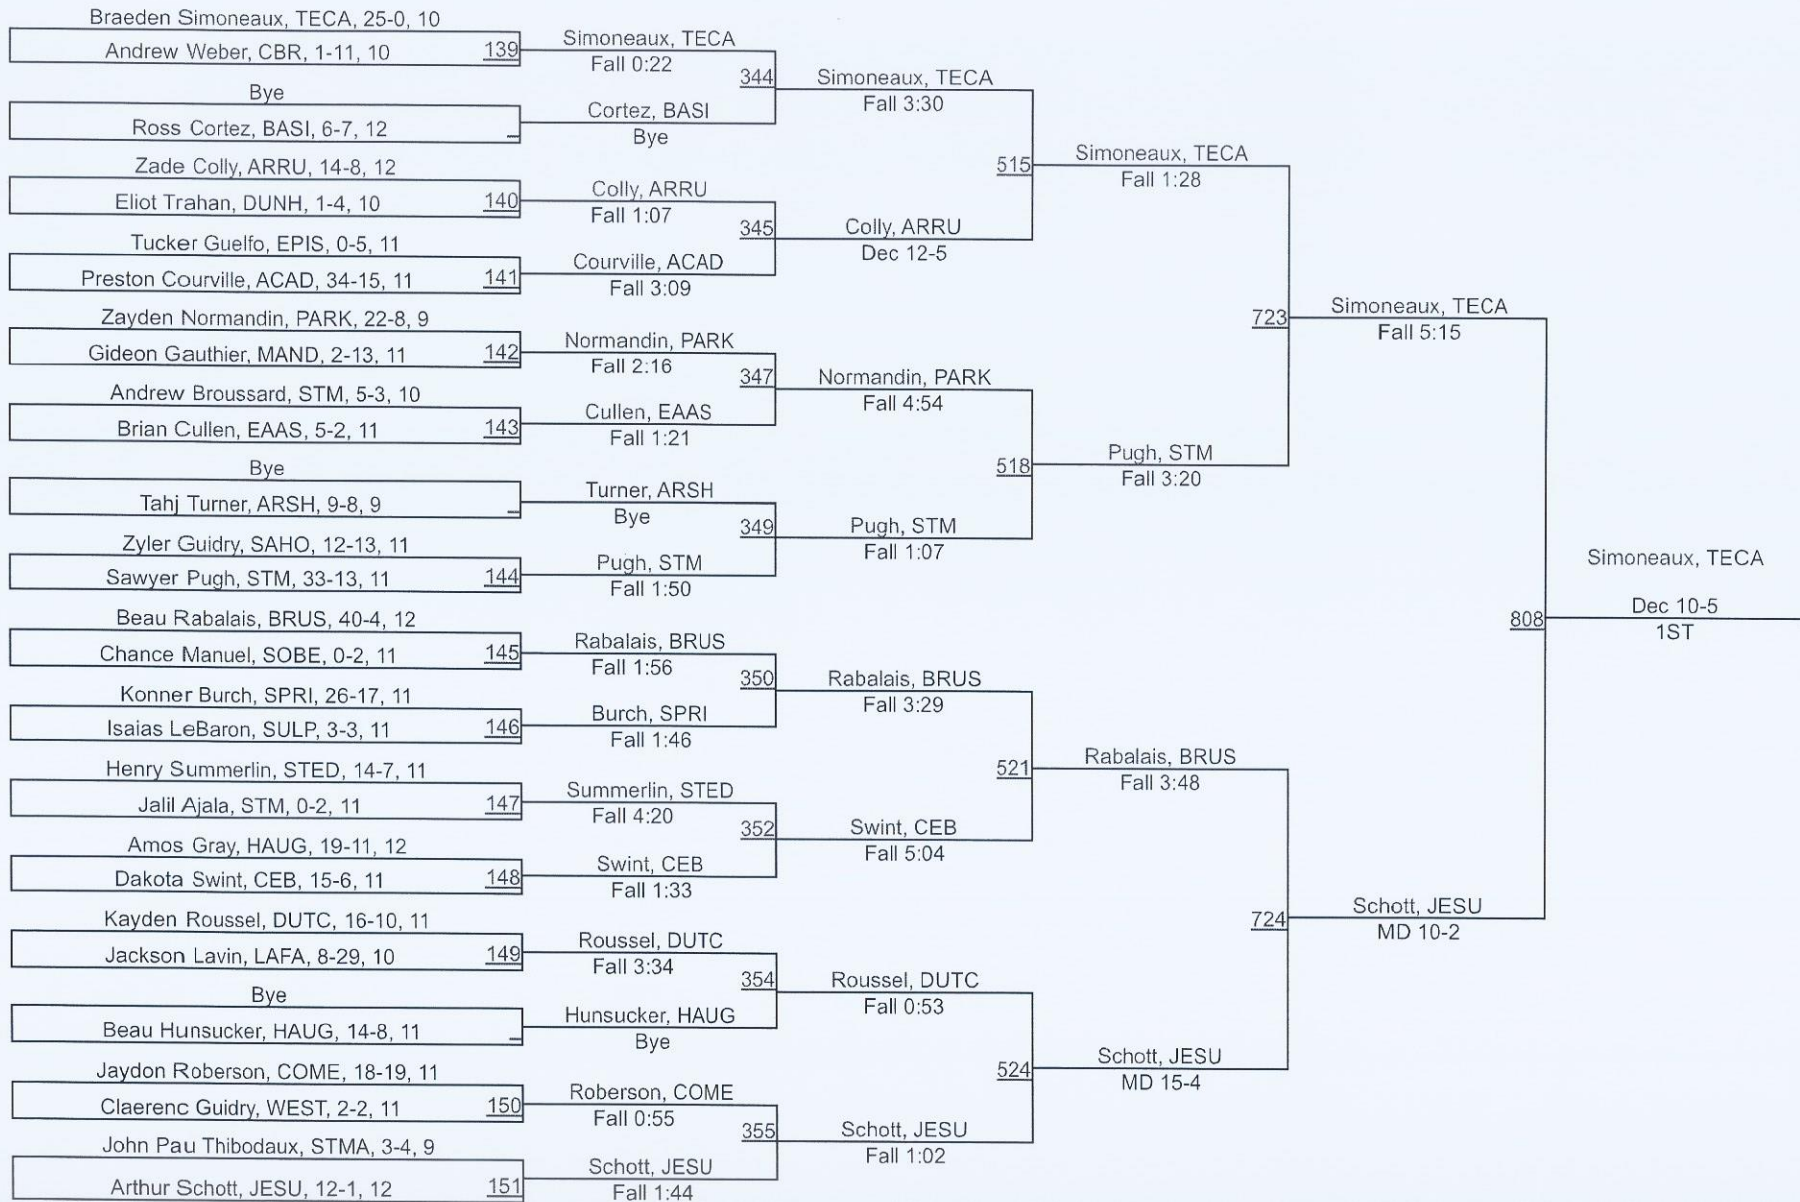 Braeden Simoneaux, TECA, 25-0, 10
Andrew Weber, CBR, 1-11, 10
139
Bye
Ross Cortez, BASI, 6-7, 12
Zade Colly, ARRU, 14-8, 12
Eliot Trahan, DUNH, 1-4, 10
140
Tucker Guelfo, EPIS, 0-5, 11
Preston Courville, ACAD, 34-15, 11
141
Zayden Normandin, PARK, 22-8, 9
Gideon Gauthier, MAND, 2-13, 11
142
Andrew Broussard, STM, 5-3, 10
Brian Cullen, EAAS, 5-2, 11
143
Bye
Tahj Turner, ARSH, 9-8, 9
Zyler Guidry, SAHO, 12-13, 11
Sawyer Pugh, STM, 33-13, 11
144
Beau Rabalais, BRUS, 40-4, 12
Chance Manuel, SOBE, 0-2, 11
145
Konner Burch, SPRI, 26-17, 11
Isaias LeBaron, SULP, 3-3, 11
146
Henry Summerlin, STED, 14-7, 11
Jalil Ajala, STM, 0-2, 11
147
Amos Gray, HAUG, 19-11, 12
Dakota Swint, CEB, 15-6, 11
148
Kayden Roussel, DUTC, 16-10, 11
Jackson Lavin, LAFA, 8-29, 10
149
Bye
Beau Hunsucker, HAUG, 14-8, 11
Jaydon Roberson, COME, 18-19, 11
Claerenc Guidry, WEST, 2-2, 11
150
John Pau Thibodaux, STMA, 3-4, 9
Arthur Schott, JESU, 12-1, 12
151
Simoneaux, TECA
Fall 0:22
344
Cortez, BASI
Bye
Colly, ARRU
Fall 1:07
345
Courville, ACAD
Fall 3:09
Normandin, PARK
Fall 2:16
347
Cullen, EAAS
Fall 1:21
Turner, ARSH
Bye
349
Pugh, STM
Fall 1:50
Rabalais, BRUS
Fall 1:56
350
Burch, SPRI
Fall 1:46
Summerlin, STED
Fall 4:20
352
Swint, CEB
Fall 1:33
Roussel, DUTC
Fall 3:34
354
Hunsucker, HAUG
Bye
Roberson, COME
Fall 0:55
355
Schott, JESU
Fall 1:44
Simoneaux, TECA
Fall 3:30
515
Colly, ARRU
Dec 12-5
Normandin, PARK
Fall 4:54
518
Pugh, STM
Fall 1:07
Rabalais, BRUS
Fall 3:29
521
Swint, CEB
Fall 5:04
Roussel, DUTC
Fall 0:53
524
Schott, JESU
Fall 1:02
Simoneaux, TECA
Fall 1:28
723
Pugh, STM
Fall 3:20
Rabalais, BRUS
Fall 3:48
724
Schott, JESU
MD 15-4
Simoneaux, TECA
Fall 5:15
808
Schott, JESU
MD 10-2
Simoneaux, TECA
Dec 10-5
1ST